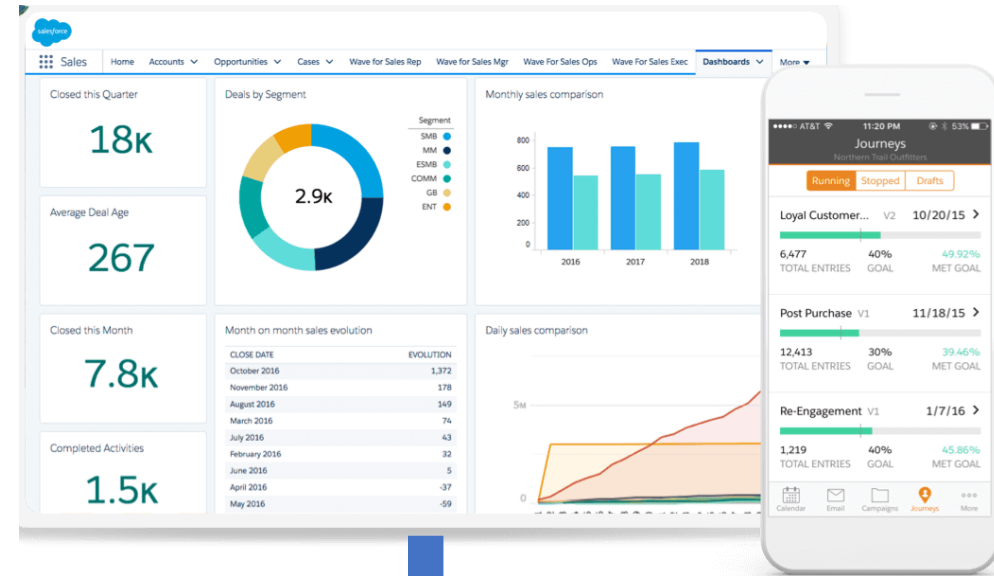 salesforce
Sales Home Accounts Opportunities Cases Wave for Sales Rep Wave for Sales Mgr Wave For Sales Ops Wave For Sales Exec Dashboards More
Closed this Quarter
18K
Average Deal Age
267
Closed this Month
7.8K
Completed Activities
1.5K
Deals by Segment
2.9K
Segment
SMB
MM
ESMB
COMM
GB
ENT
Monthly sales comparison
800
600
400
200
0
2016 2017 2018
Month on month sales evolution
CLOSE DATE EVOLUTION
October 2016 1,372
November 2016 178
August 2016 149
March 2016 74
July 2016 43
February 2016 32
June 2016 5
April 2016 -37
May 2016 -59
Daily sales comparison
5M
0
AT&T 11:20 PM 53%
Journeys
Northern Trail Outfitters
Running Stopped Drafts
Loyal Customer... V2 10/20/15
6,477 40% 49.92%
TOTAL ENTRIES GOAL MET GOAL
Post Purchase V1 11/18/15
12,413 30% 39.46%
TOTAL ENTRIES GOAL MET GOAL
Re-Engagement V1 1/7/16
1,219 40% 45.86%
TOTAL ENTRIES GOAL MET GOAL
Calendar Email Campaigns Journeys More